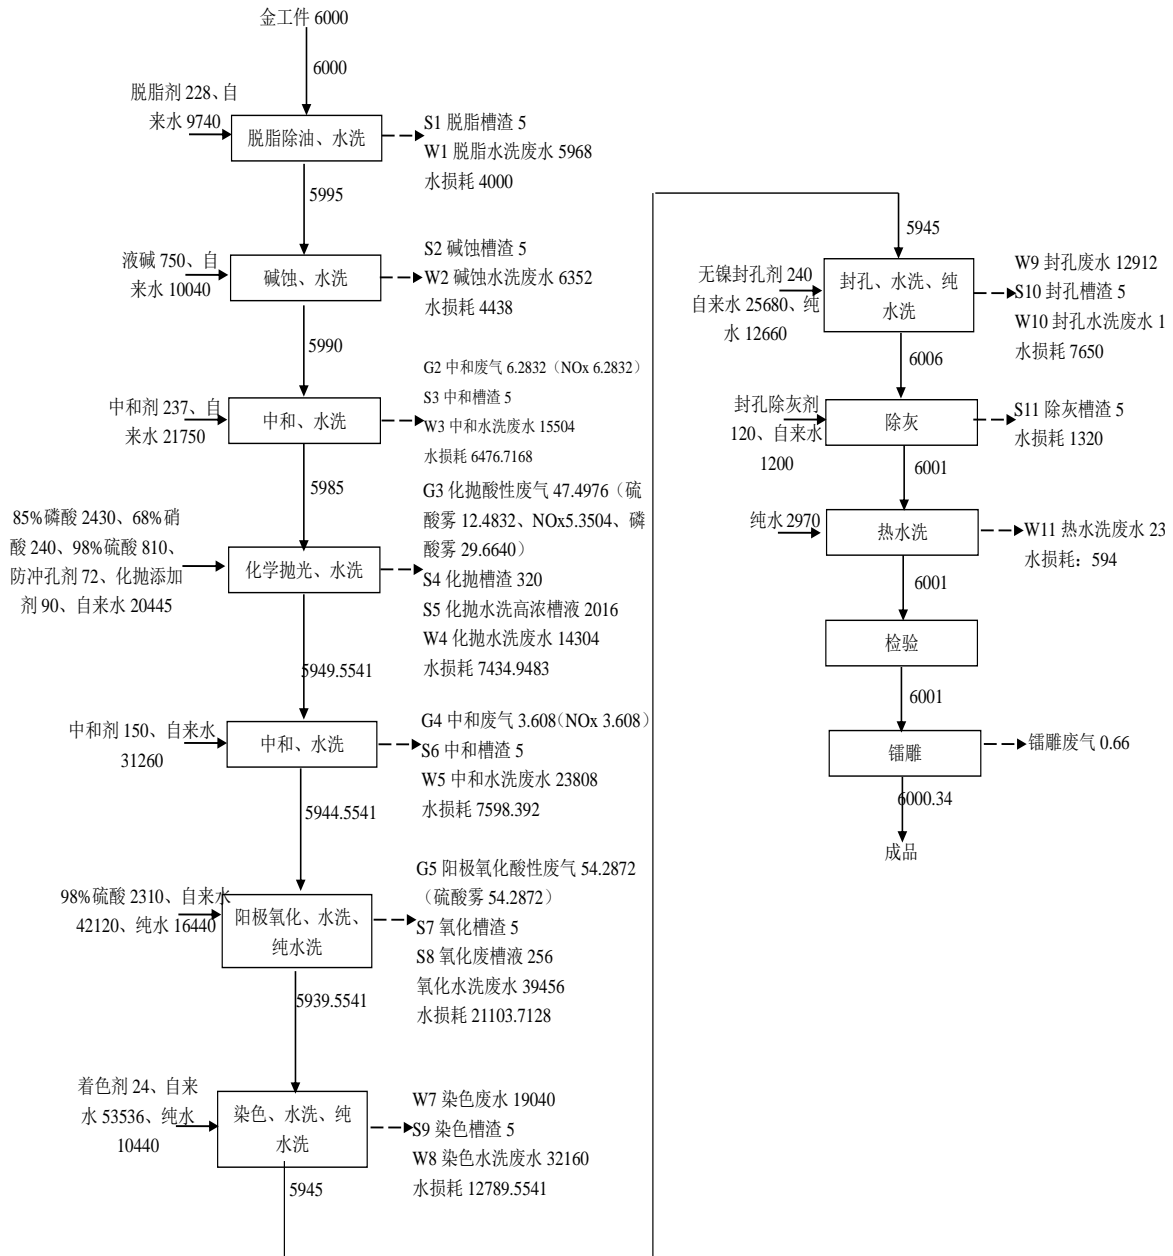 金工件 6000
6000
脱脂剂 228、自
来水 9740
脱脂除油、水洗
S1 脱脂槽渣 5
W1 脱脂水洗废水 5968
水损耗 4000
5995
液碱 750、自
来水 10040
碱蚀、水洗
S2 碱蚀槽渣 5
W2 碱蚀水洗废水 6352
水损耗 4438
5990
中和剂 237、自
来水 21750
中和、水洗
G2 中和废气 6.2832（NOx 6.2832）
S3 中和槽渣 5
W3 中和水洗废水 15504
水损耗 6476.7168
5985
85%磷酸 2430、68%硝
酸 240、98%硫酸 810、
防冲孔剂 72、化抛添加
剂 90、自来水 20445
化学抛光、水洗
G3 化抛酸性废气 47.4976（硫
酸雾 12.4832、NOx5.3504、磷
酸雾 29.6640）
S4 化抛槽渣 320
S5 化抛水洗高浓槽液 2016
W4 化抛水洗废水 14304
水损耗 7434.9483
5949.5541
中和剂 150、自来水
31260
中和、水洗
G4 中和废气 3.608（NOx 3.608）
S6 中和槽渣 5
W5 中和水洗废水 23808
水损耗 7598.392
5944.5541
98%硫酸 2310、自来水
42120、纯水 16440
阳极氧化、水洗、
纯水洗
G5 阳极氧化酸性废气 54.2872
（硫酸雾 54.2872）
S7 氧化槽渣 5
S8 氧化废槽液 256
氧化水洗废水 39456
水损耗 21103.7128
5939.5541
着色剂 24、自来
水 53536、纯水
10440
染色、水洗、纯
水洗
W7 染色废水 19040
S9 染色槽渣 5
W8 染色水洗废水 32160
水损耗 12789.5541
5945
5945
无镍封孔剂 240
自来水 25680、纯
水 12660
封孔、水洗、纯
水洗
W9 封孔废水 12912
S10 封孔槽渣 5
W10 封孔水洗废水 1
水损耗 7650
6006
封孔除灰剂
120、自来水
1200
除灰
S11 除灰槽渣 5
水损耗 1320
6001
纯水 2970
热水洗
W11 热水洗废水 23
水损耗：594
6001
检验
6001
镭雕
镭雕废气 0.66
6000.34
成品